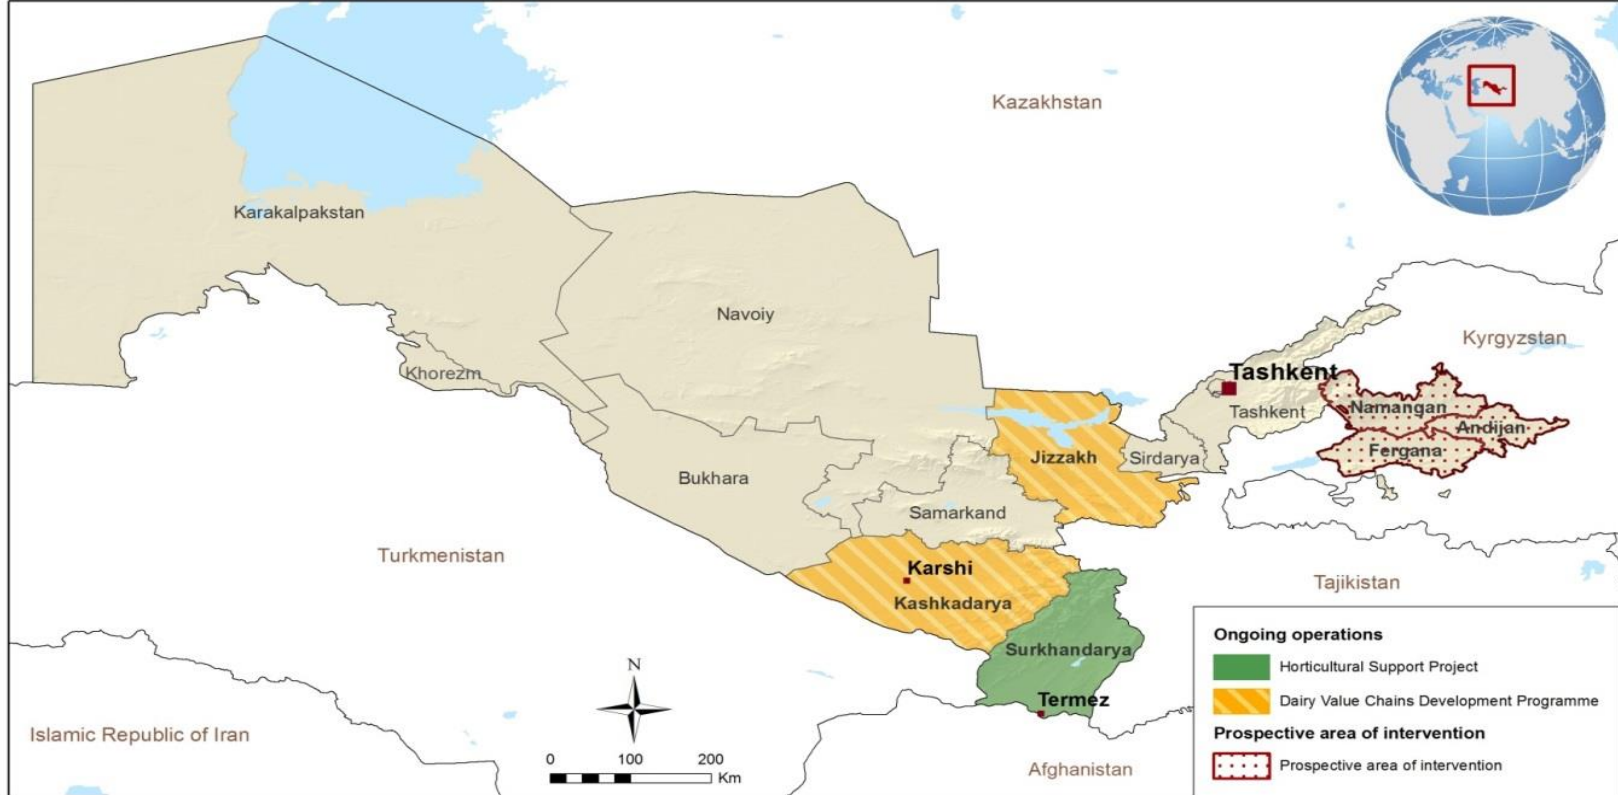 Kazakhstan
Karakalpakstan
Navoiy
Kyrgyzstan
Khorezm
Tashkent
Tashkent
Namangan
Andijan
Fergana
Jizzakh
Sirdarya
Bukhara
Samarkand
Turkmenistan
Karshi
Kashkadarya
Tajikistan
Surkhandarya
Termez
Islamic Republic of Iran
Afghanistan
N
0 100 200
Km
Ongoing operations
Horticultural Support Project
Dairy Value Chains Development Programme
Prospective area of intervention
Prospective area of intervention